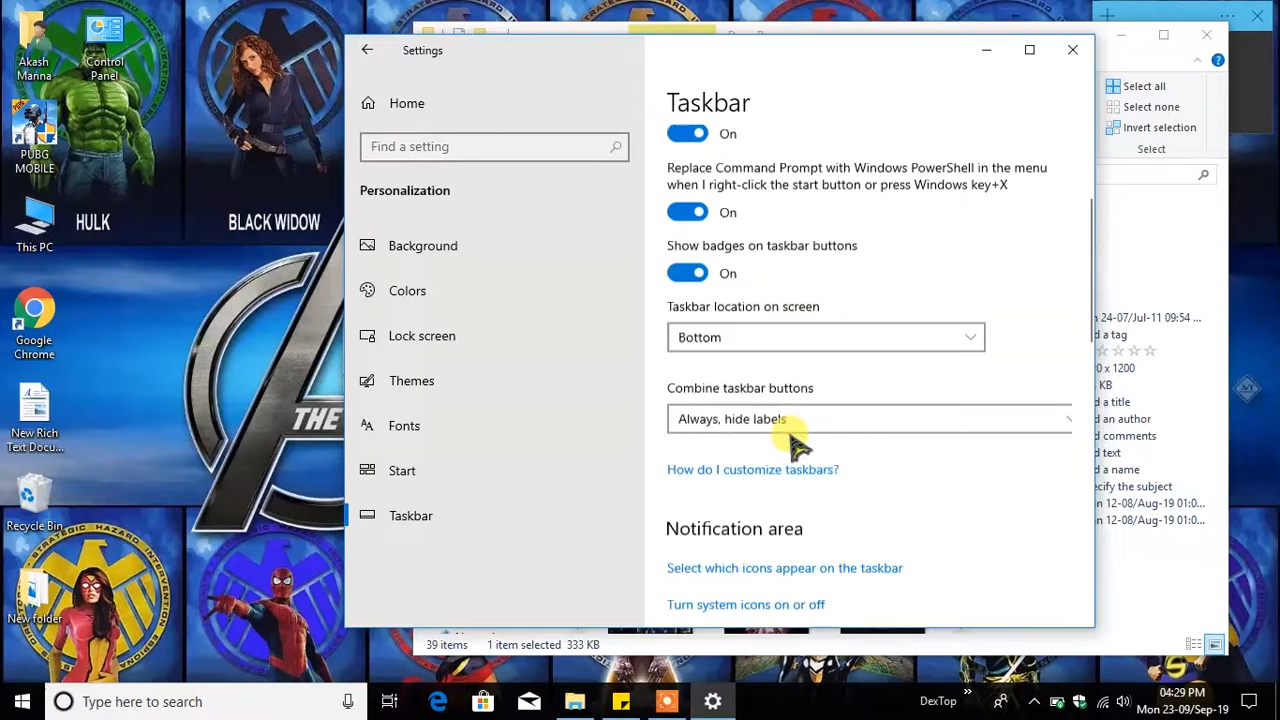 Akash
Manna
Control
Panel
PUBG
MOBILE
HULK
BLACK WIDOW
This PC
Google
Chrome
THE
New Rich
Text Docu...
Recycle Bin
New folder
Settings
Home
Find a setting
Personalization
Background
Colors
Lock screen
Themes
Fonts
Start
Taskbar
Taskbar
On
Replace Command Prompt with Windows PowerShell in the menu
when I right-click the start button or press Windows key+X
On
Show badges on taskbar buttons
On
Taskbar location on screen
Bottom
Combine taskbar buttons
Always, hide labels
How do I customize taskbars?
Notification area
Select which icons appear on the taskbar
Turn system icons on or off
Select all
Select none
Invert selection
Select
24-07/Jul-11 09:54 ...
d a tag
0 x 1200
KB
d a title
d an author
d comments
d text
d a name
ecify the subject
en 12-08/Aug-19 01:0...
en 12-08/Aug-19 01:0...
39 items 1 item selected 333 KB
Type here to search
DexTop
»
04:29 PM
Mon 23-09/Sep-19